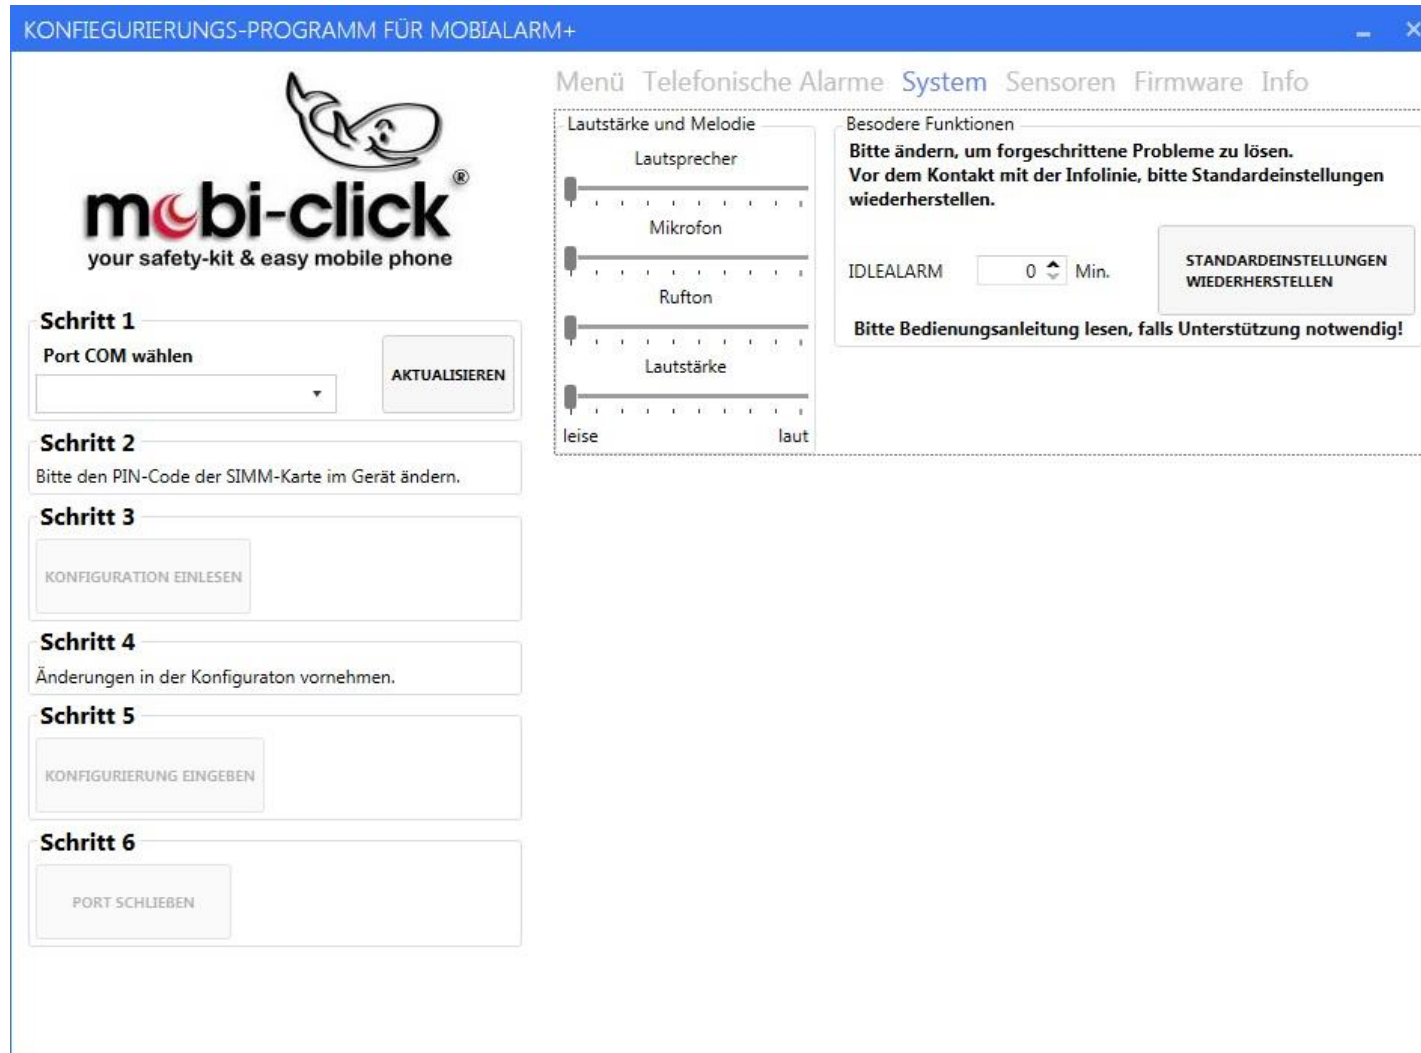 KONFIEGURIERUNGS-PROGRAMM FÜR MOBIALARM+
mobi-click®
your safety-kit & easy mobile phone
Schritt 1
Port COM wählen
AKTUALISIEREN
Schritt 2
Bitte den PIN-Code der SIMM-Karte im Gerät ändern.
Schritt 3
KONFIGURATION EINLESEN
Schritt 4
Änderungen in der Konfiguraton vornehmen.
Schritt 5
KONFIGURIERUNG EINGEBEN
Schritt 6
PORT SCHLIEBEN
Menü Telefonische Alarme System Sensoren Firmware Info
Lautstärke und Melodie
Lautsprecher
Mikrofon
Rufton
Lautstärke
leise laut
Besodere Funktionen
Bitte ändern, um forgeschrittene Probleme zu lösen.
Vor dem Kontakt mit der Infolinie, bitte Standardeinstellungen
wiederherstellen.
IDLEALARM 0 Min.
STANDARDEINSTELLUNGEN
WIEDERHERSTELLEN
Bitte Bedienungsanleitung lesen, falls Unterstützung notwendig!